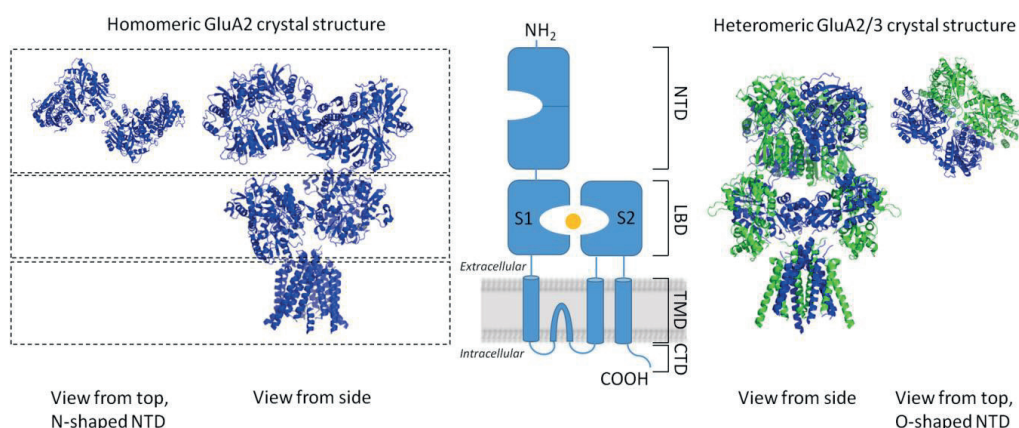 Homomeric GluA2 crystal structure
Heteromeric GluA2/3 crystal structure
NH2
NTD
S1
S2
LBD
Extracellular
TMD
Intracellular
CTD
COOH
View from top,
N-shaped NTD
View from side
View from side
View from top,
O-shaped NTD